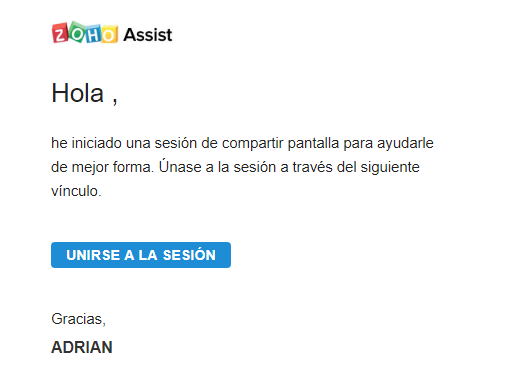 ZOHO Assist
Hola ,
he iniciado una sesión de compartir pantalla para ayudarle
de mejor forma. Únase a la sesión a través del siguiente
vínculo.
UNIRSE A LA SESIÓN
Gracias,
ADRIAN